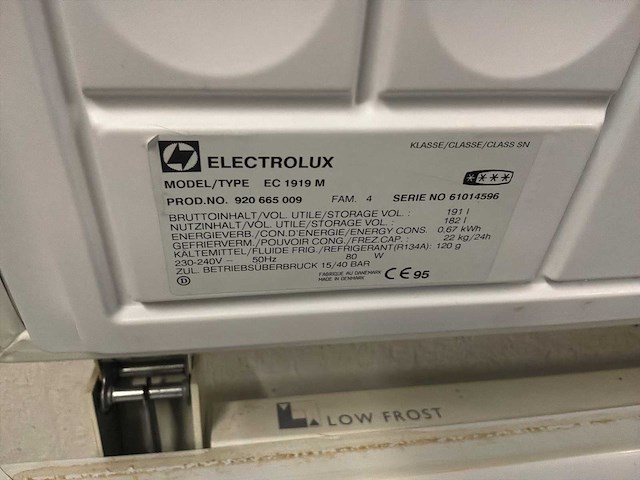 KLASSE/CLASSE/CLASS SN
ELECTROLUX
MODEL/TYPE EC 1919 M
PROD.NO. 920 665 009 FAM. 4 SERIE NO 61014596
BRUTTOINHALT/VOL. UTILE/STORAGE VOL. : 191 l
NUTZINHALT/VOL. UTILE/STORAGE VOL. : 182 l
ENERGIEVERB./CON.D'ENERGIE/ENERGY CONS. 0.67 kWh
GEFRIERVERM./POUVOIR CONG./FREZ.CAP. : 22 kg/24h
KÄLTEMITTEL/FLUIDE FRIG./REFRIGERANT(R134A): 120 g
230-240V ~ 50Hz 80 W
ZUL. BETRIEBSÜBERBRUCK 15/40 BAR
D FABRIQUE AU DANEMARK
MADE IN DENMARK
CE 95
LOW FROST